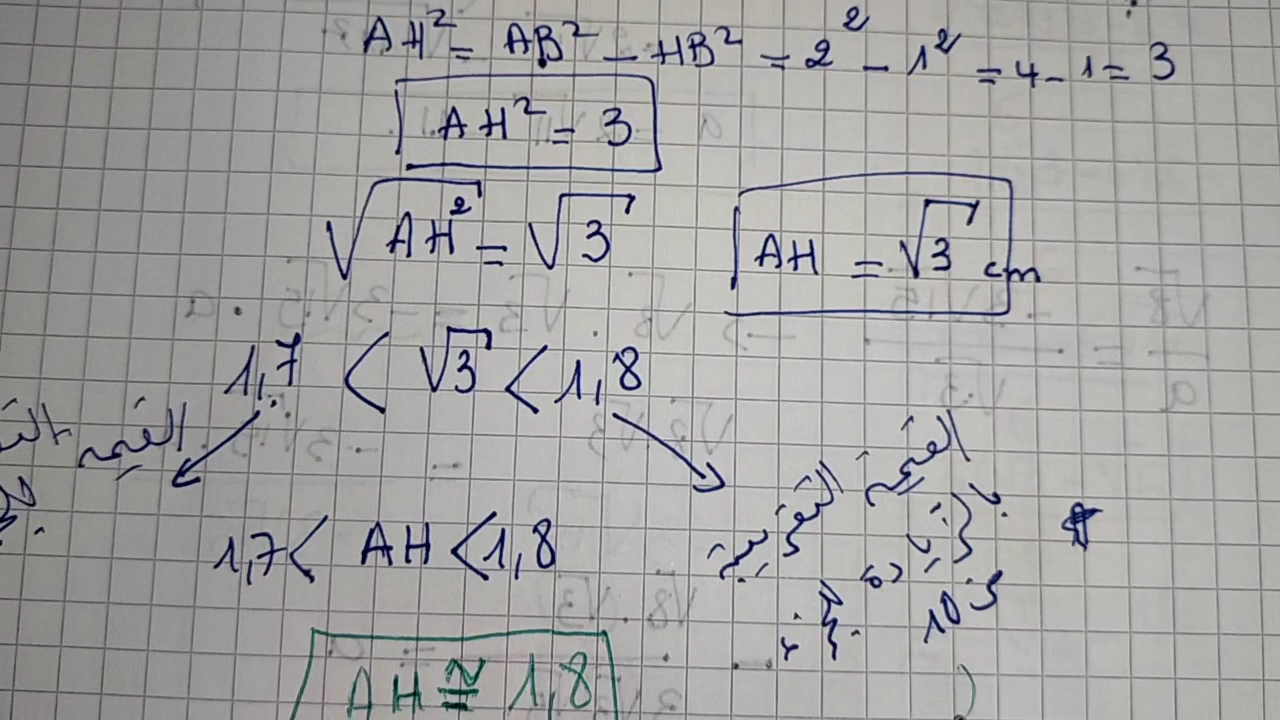 AH² = AB² - HB² = 2² - 1² = 4 - 1 = 3
AH² = 3
√AH² = √3
AH = √3 cm
1,7 < √3 < 1,8
القيمة
القيمة التقريبية
1,7 < AH < 1,8
AH ≅ 1,8